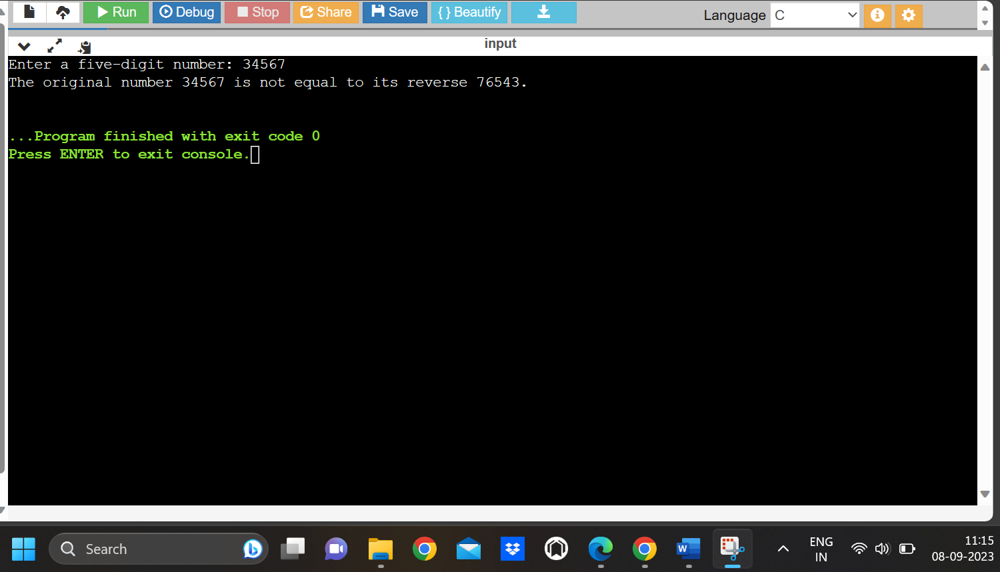 Run Debug Stop Share Save { } Beautify Language C
input
Enter a five-digit number: 34567
The original number 34567 is not equal to its reverse 76543.
...Program finished with exit code 0
Press ENTER to exit console.
Search
W
ENG
IN
11:15
08-09-2023